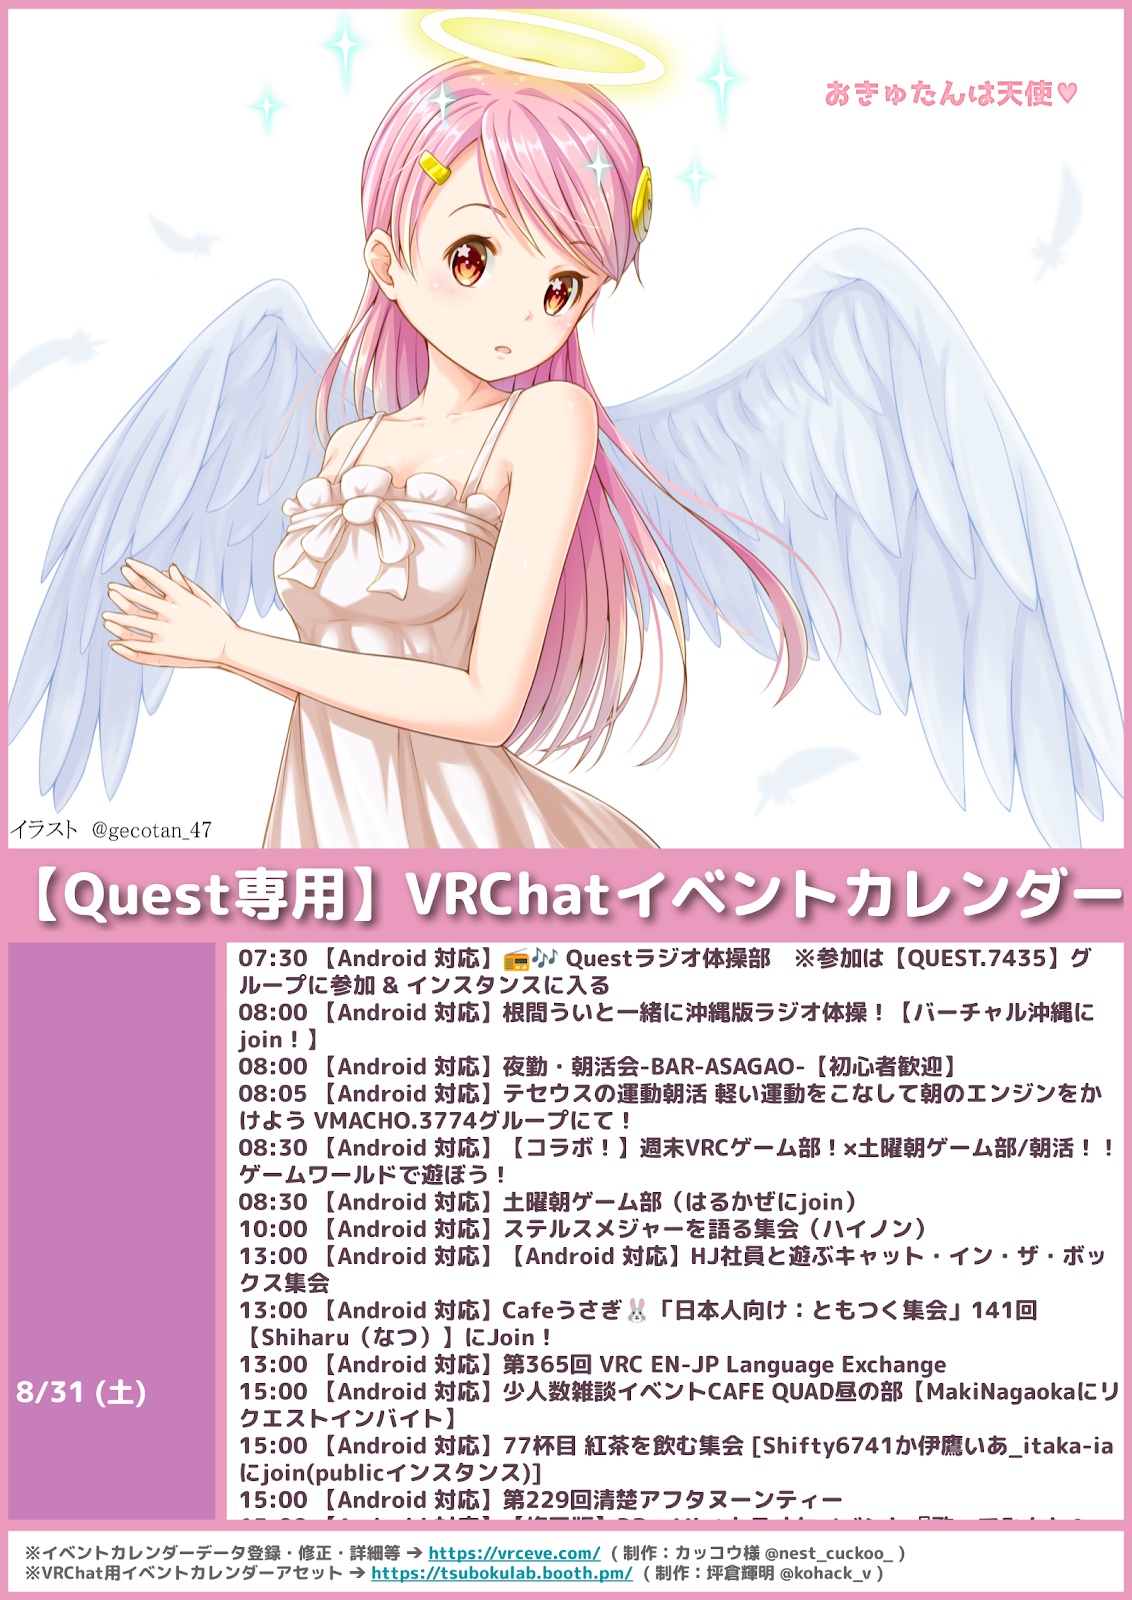 おきゅたんは天使♥
イラスト @gecotan_47
【Quest専用】VRChatイベントカレンダー
8/31 (土)
07:30 【Android 対応】📻🎶 Questラジオ体操部　※参加は【QUEST.7435】グ
ループに参加 & インスタンスに入る
08:00 【Android 対応】根間ういと一緒に沖縄版ラジオ体操！【バーチャル沖縄に
join！】
08:00 【Android 対応】夜勤・朝活会-BAR-ASAGAO-【初心者歓迎】
08:05 【Android 対応】テセウスの運動朝活 軽い運動をこなして朝のエンジンをか
けよう VMACHO.3774グループにて！
08:30 【Android 対応】【コラボ！】週末VRCゲーム部！×土曜朝ゲーム部/朝活！！
ゲームワールドで遊ぼう！
08:30 【Android 対応】土曜朝ゲーム部（はるかぜにjoin）
10:00 【Android 対応】ステルスメジャーを語る集会（ハイノン）
13:00 【Android 対応】【Android 対応】HJ社員と遊ぶキャット・イン・ザ・ボッ
クス集会
13:00 【Android 対応】Cafeうさぎ🐰「日本人向け：ともつく集会」141回
【Shiharu（なつ）】にJoin！
13:00 【Android 対応】第365回 VRC EN-JP Language Exchange
15:00 【Android 対応】少人数雑談イベントCAFE QUAD昼の部【MakiNagaokaにリ
クエストインバイト】
15:00 【Android 対応】77杯目 紅茶を飲む集会 [Shifty6741か伊鷹いあ_itaka-ia
にjoin(publicインスタンス)]
15:00 【Android 対応】第229回清楚アフタヌーンティー
※イベントカレンダーデータ登録・修正・詳細等 ➔ https://vrceve.com/ ( 制作：カッコウ様 @nest_cuckoo_ )
※VRChat用イベントカレンダーアセット ➔ https://tsubokulab.booth.pm/ ( 制作：坪倉輝明 @kohack_v )